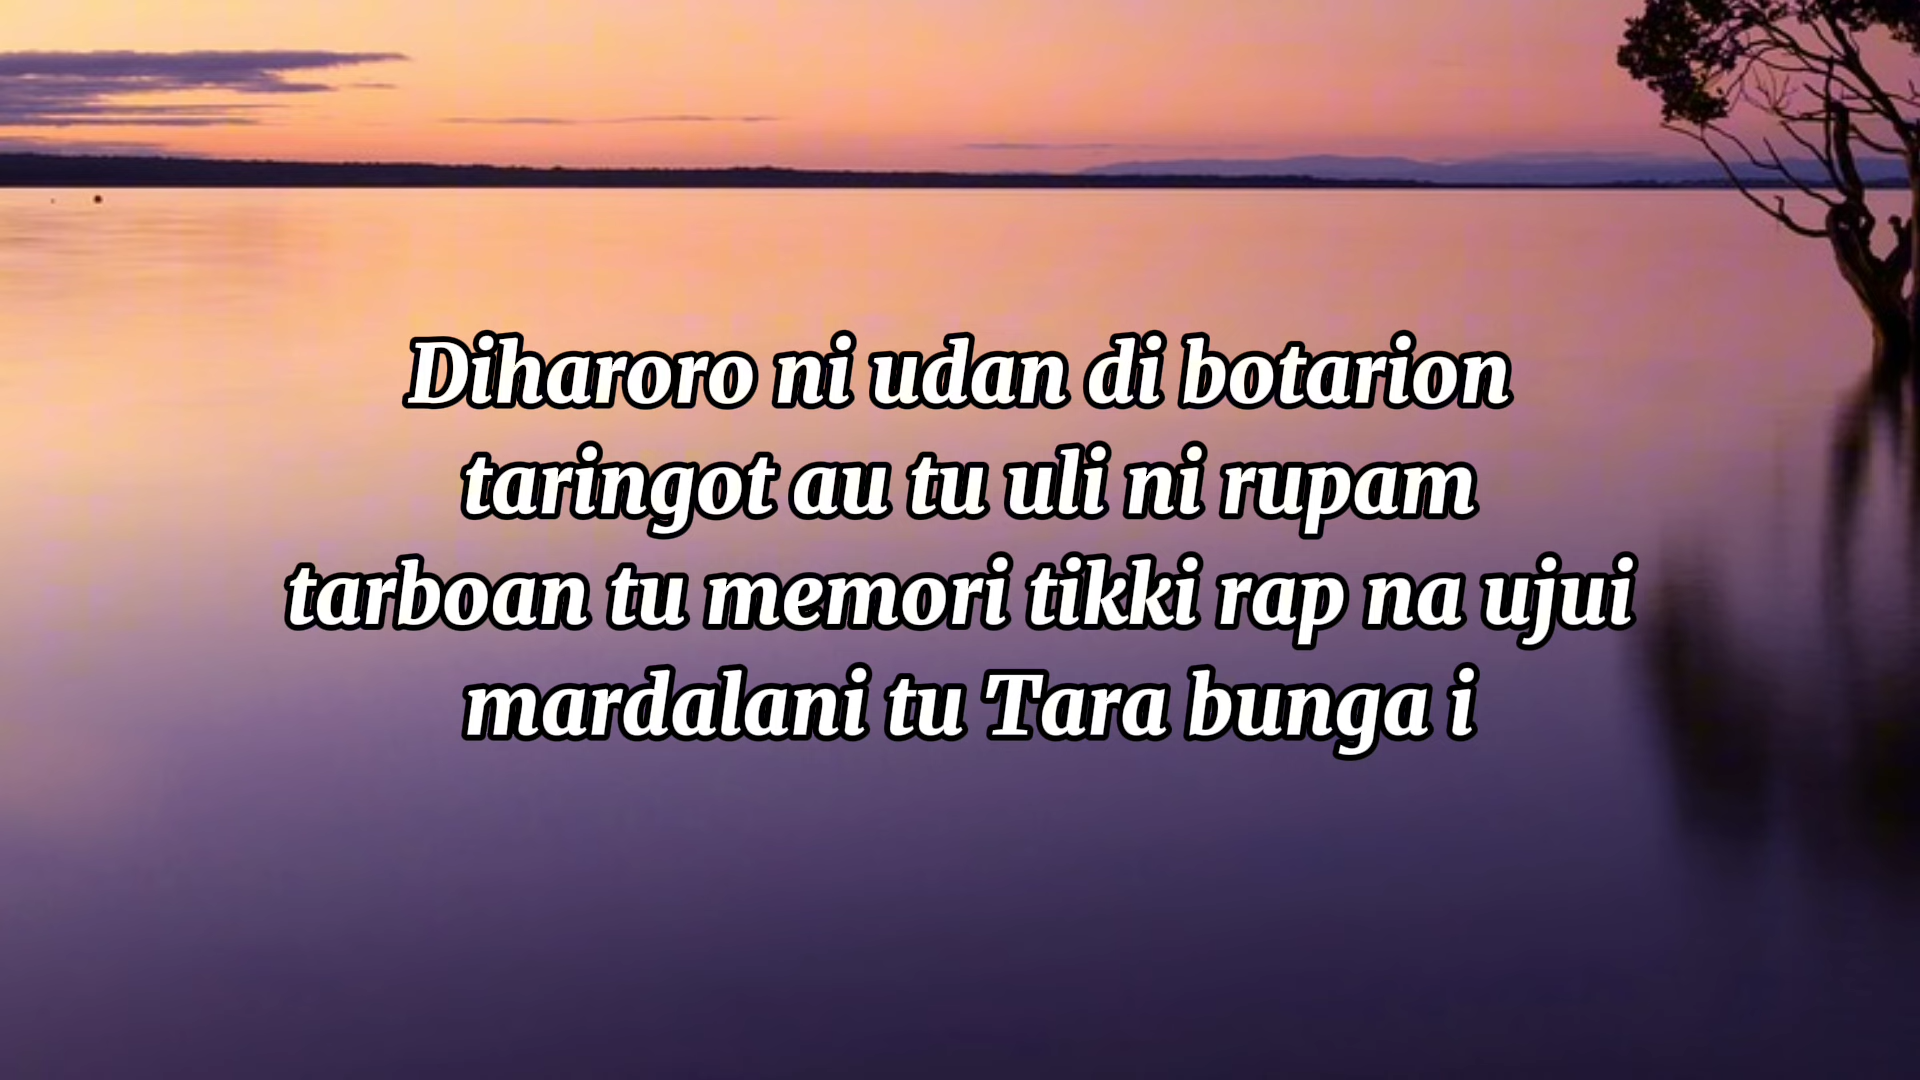 Diharoro ni udan di botarion
taringot au tu uli ni rupam
tarboan tu memori tikki rap na ujui
mardalani tu Tara bunga i